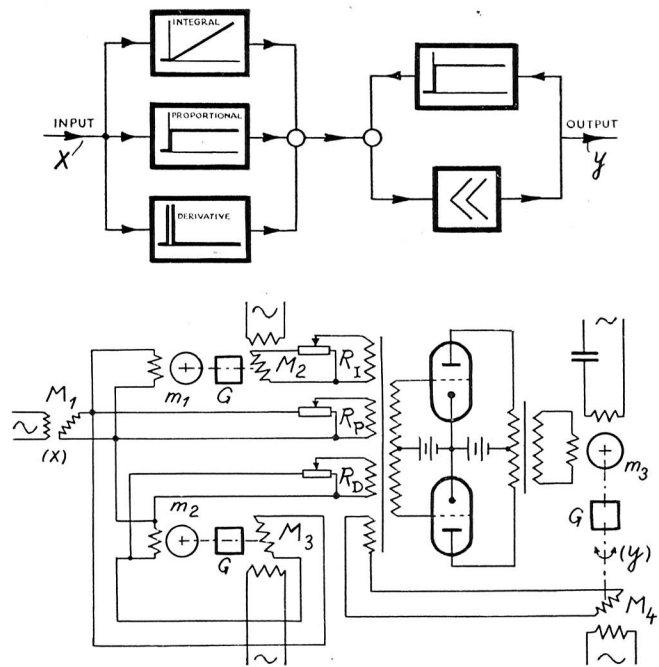 INTEGRAL
INPUT
X
PROPORTIONAL
OUTPUT
y
DERIVATIVE
~
M1
~
(X)
m1
G
M2
RI
RP
RD
~
m3
G
(y)
m2
G
M3
M4
~
~